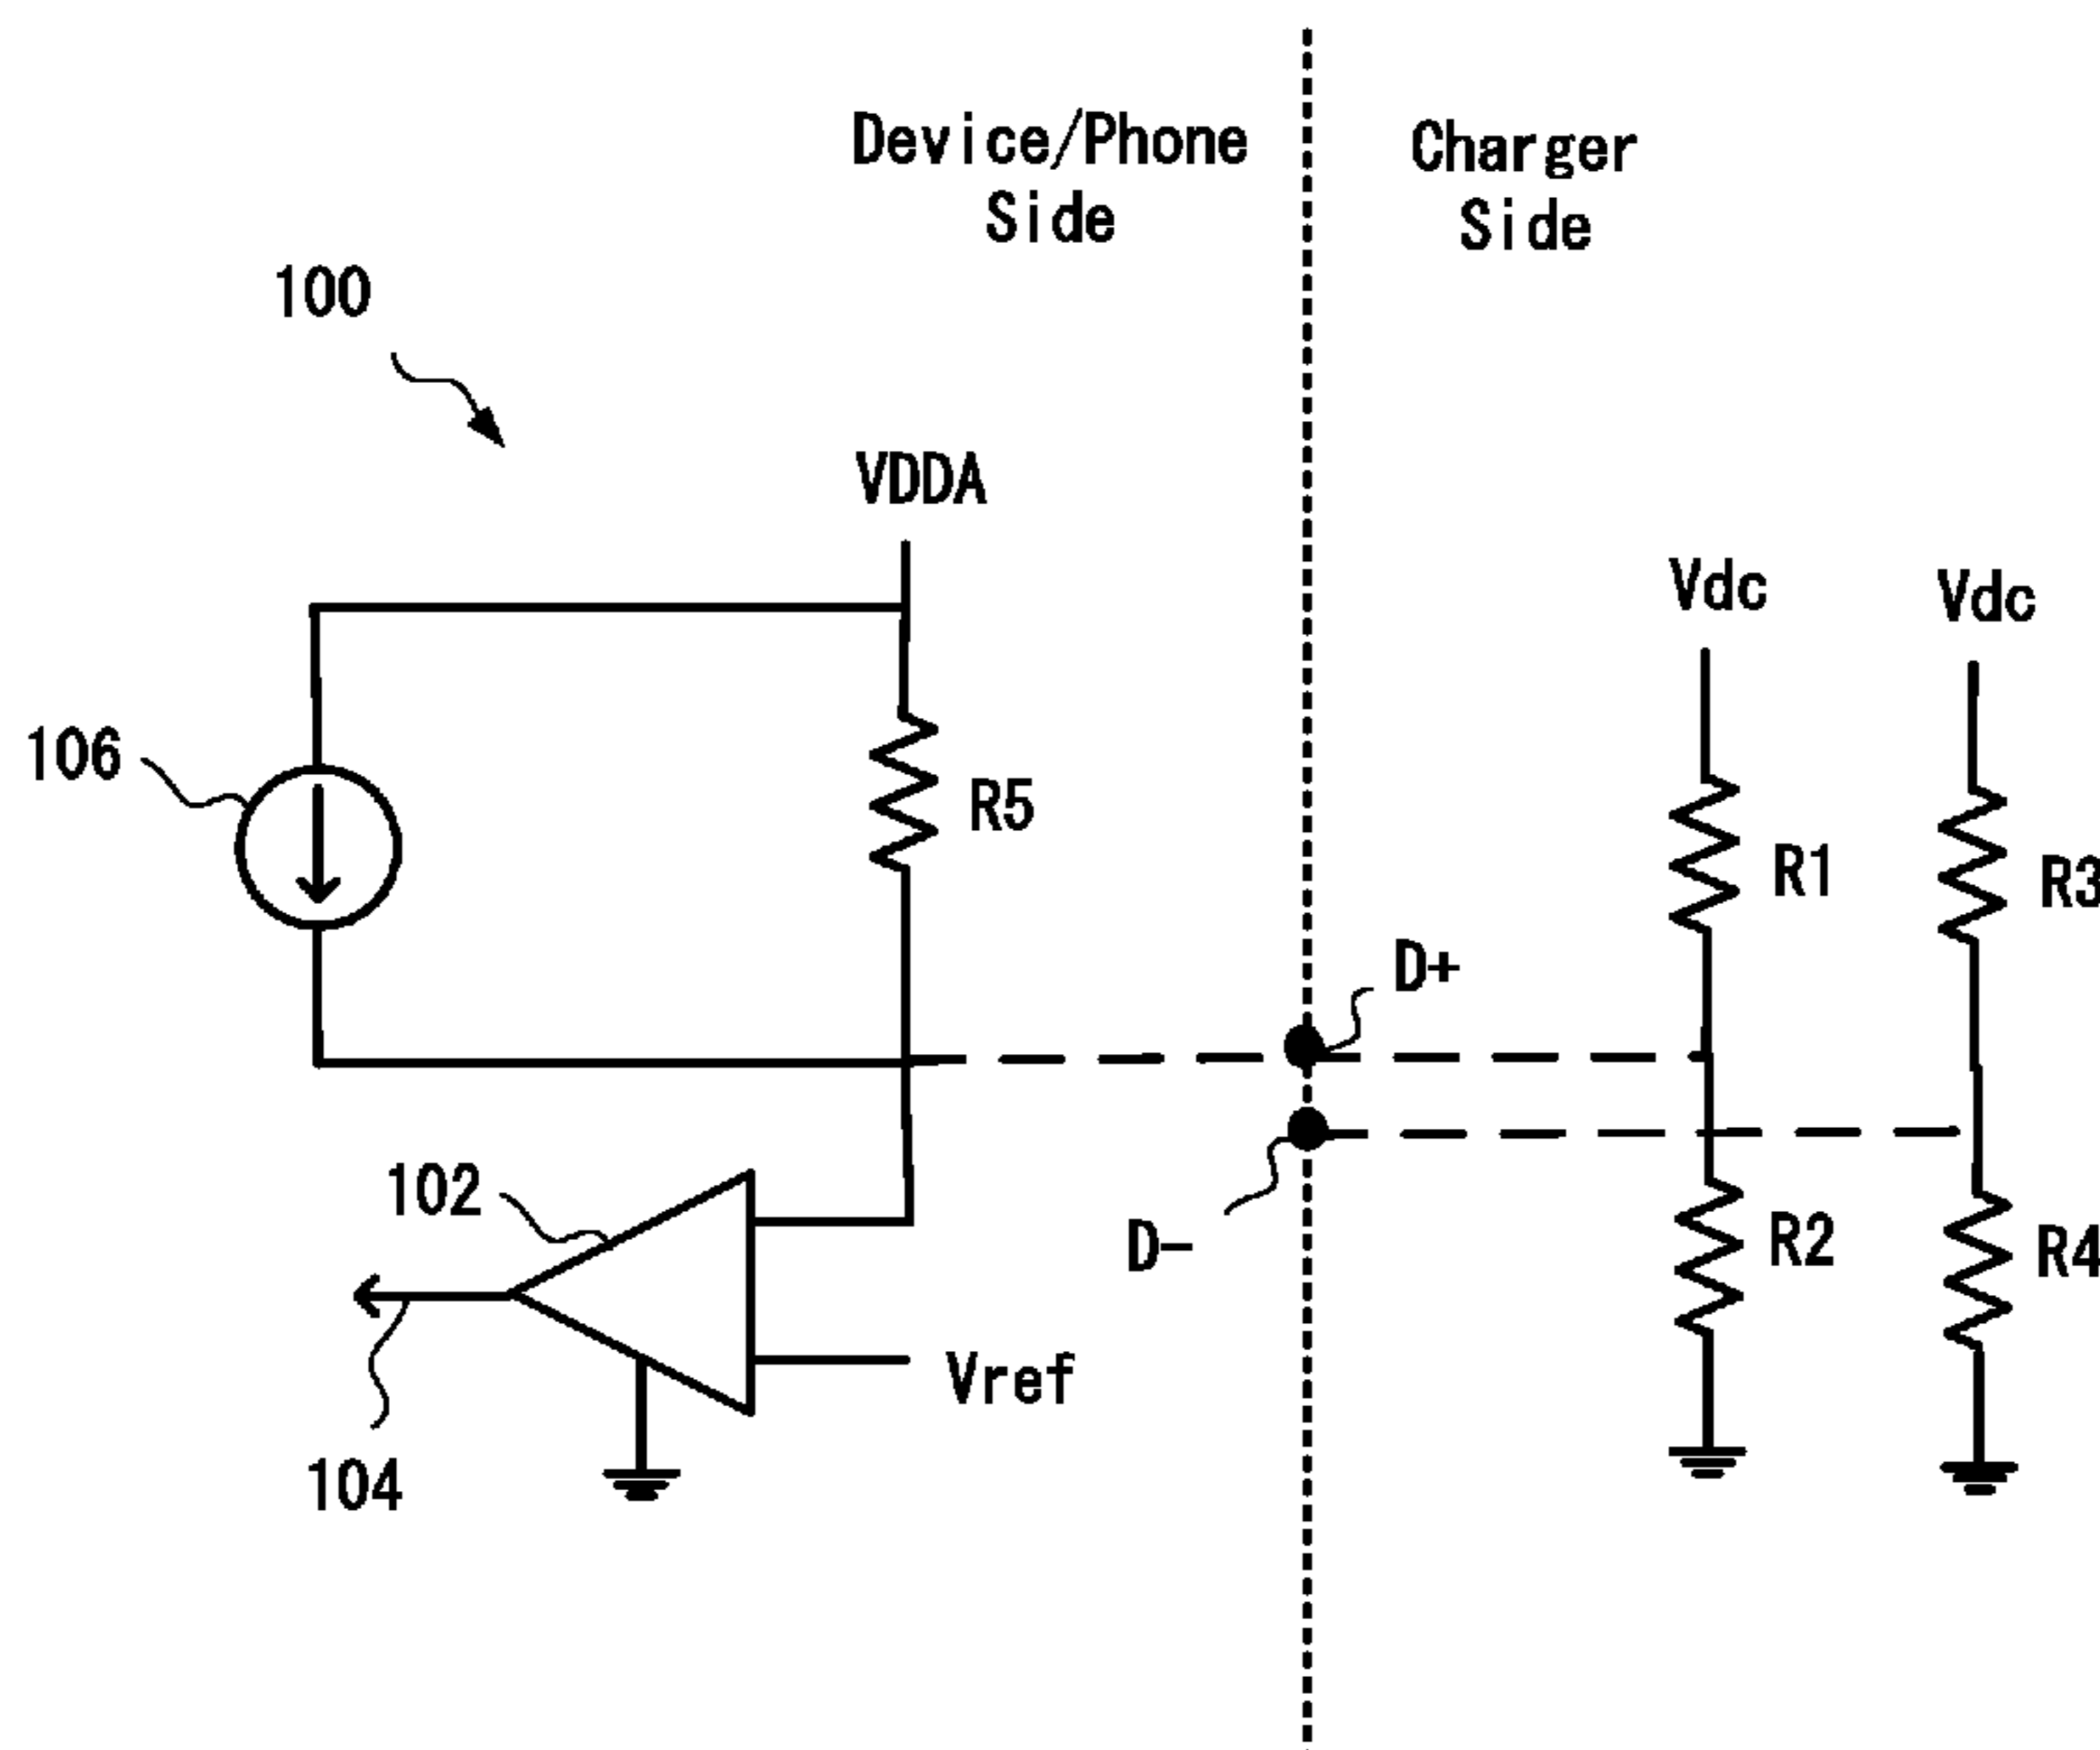 Device/Phone
Side
Charger
Side
100
VDDA
Vdc
Vdc
106
R5
R1
R3
D+
102
D-
R2
R4
Vref
104